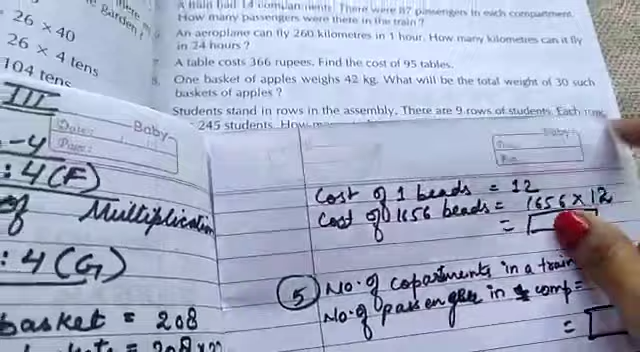 26 × 40
26 × 4 tens
104 tens
A train had 14 compartments. There were 87 passengers in each compartment.
How many passengers were there in the train ?
An aeroplane can fly 260 kilometres in 1 hour. How many kilometres can it fly
in 24 hours ?
A table costs 366 rupees. Find the cost of 95 tables.
One basket of apples weighs 42 kg. What will be the total weight of 30 such
baskets of apples ?
Students stand in rows in the assembly. There are 9 rows of students. Each
245 students.
III
-4
: 4(F)
of Multiplication
: 4 (G)
basket = 208
Date:
Baby
Page:
Baby
Cost of 1 beads = 12
Cost of 1656 beads = 1656 × 12
=
5 No. of copartments in a train
No. of passengers in 1 comp =
=